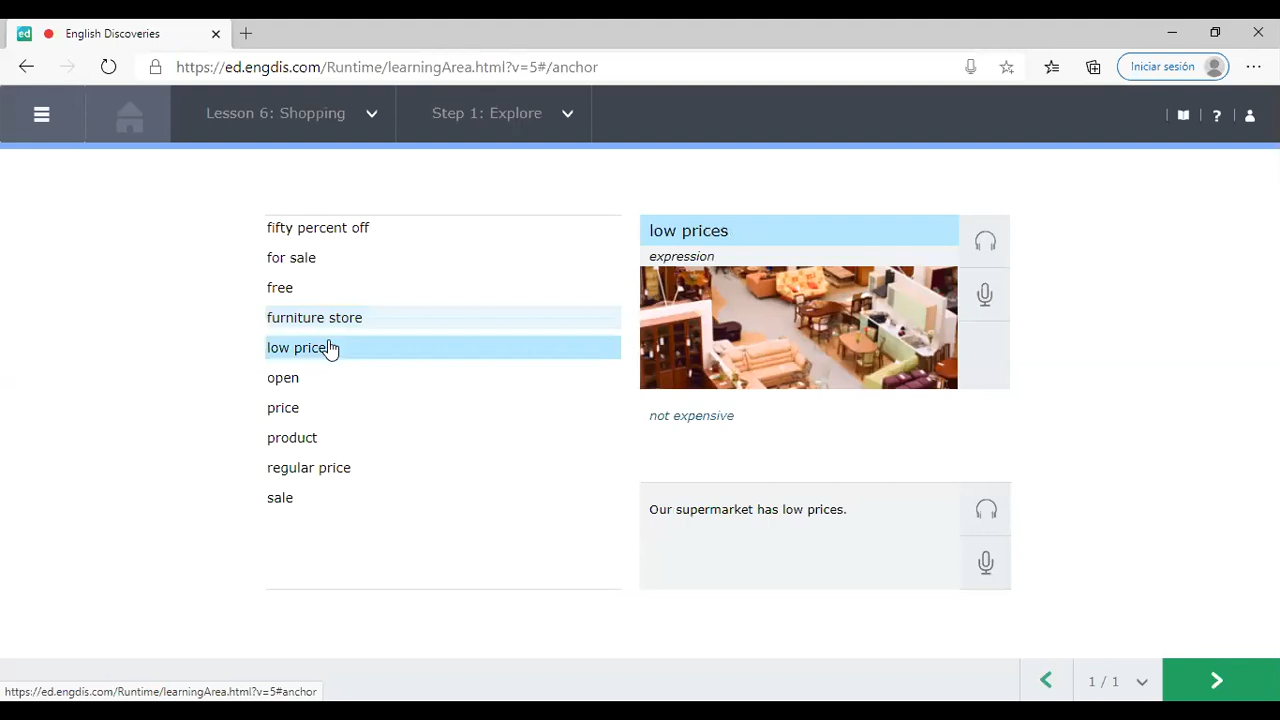 ed English Discoveries
https://ed.engdis.com/Runtime/learningArea.html?v=5#/anchor
Iniciar sesión
Lesson 6: Shopping
Step 1: Explore
?
fifty percent off
for sale
free
furniture store
low prices
open
price
product
regular price
sale
low prices
expression
not expensive
Our supermarket has low prices.
https://ed.engdis.com/Runtime/learningArea.html?v=5#anchor
1 / 1